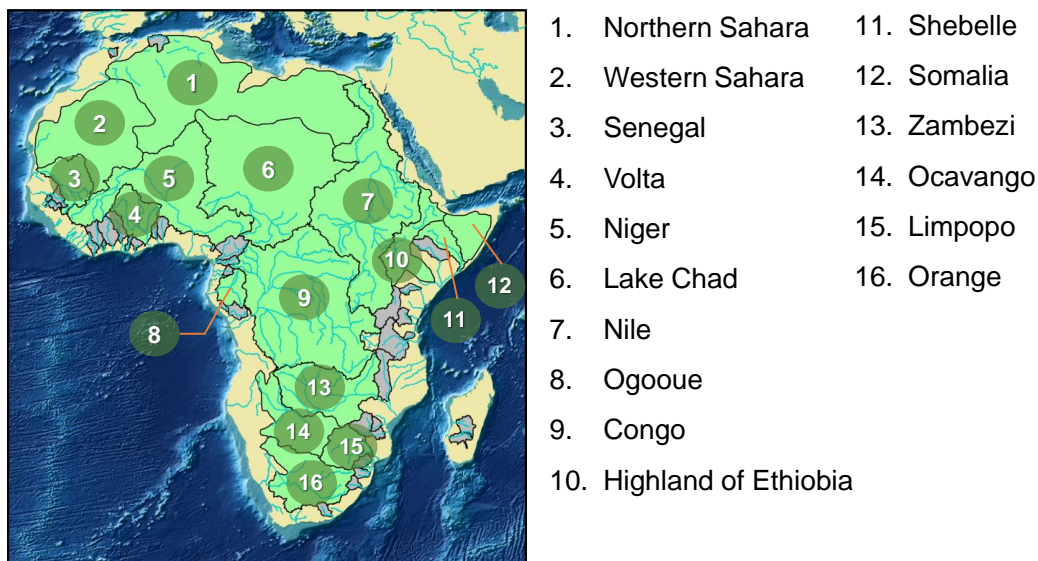 1
2
3
4
5
6
7
8
9
10
11
12
13
14
15
16
1. Northern Sahara
2. Western Sahara
3. Senegal
4. Volta
5. Niger
6. Lake Chad
7. Nile
8. Ogooue
9. Congo
10. Highland of Ethiobia
11. Shebelle
12. Somalia
13. Zambezi
14. Ocavango
15. Limpopo
16. Orange